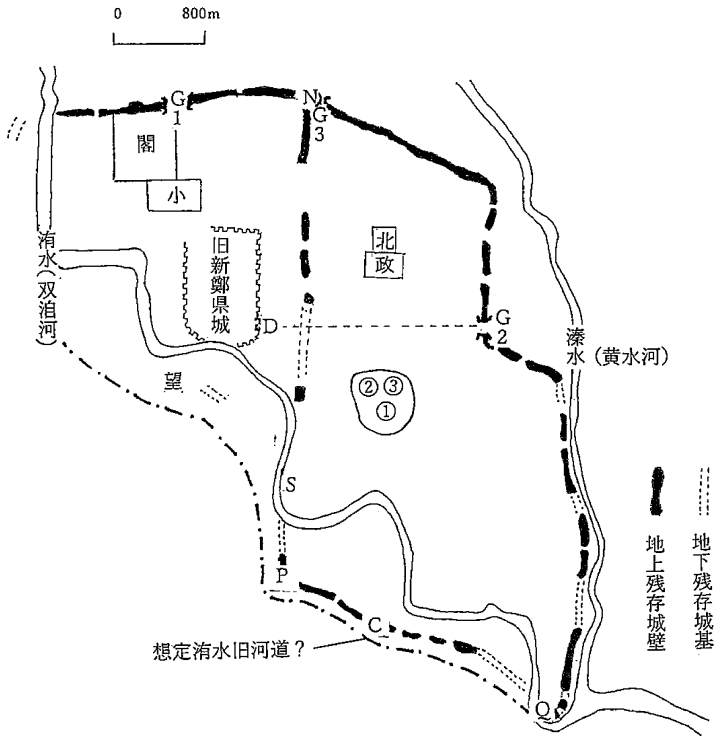 0 800m
N
G
1
G
3
閣
小
北
政
洧水(双洎河)
旧新鄭県城
D
G
2
溱水(黄水河)
望
②③
①
S
P
C
Q
地上残存城壁
地下残存城基
想定洧水旧河道?